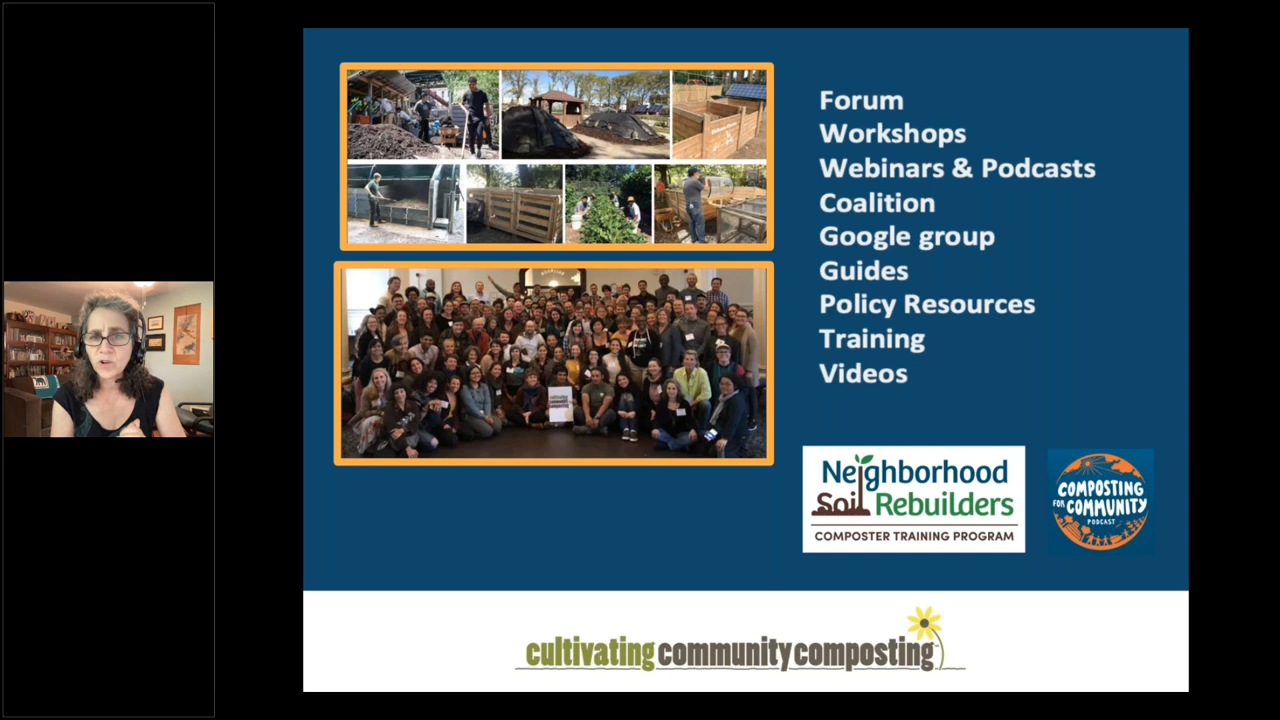 Forum
Workshops
Webinars & Podcasts
Coalition
Google group
Guides
Policy Resources
Training
Videos
Neighborhood
Soil Rebuilders
COMPOSTER TRAINING PROGRAM
COMPOSTING
FOR COMMUNITY
PODCAST
cultivating community composting